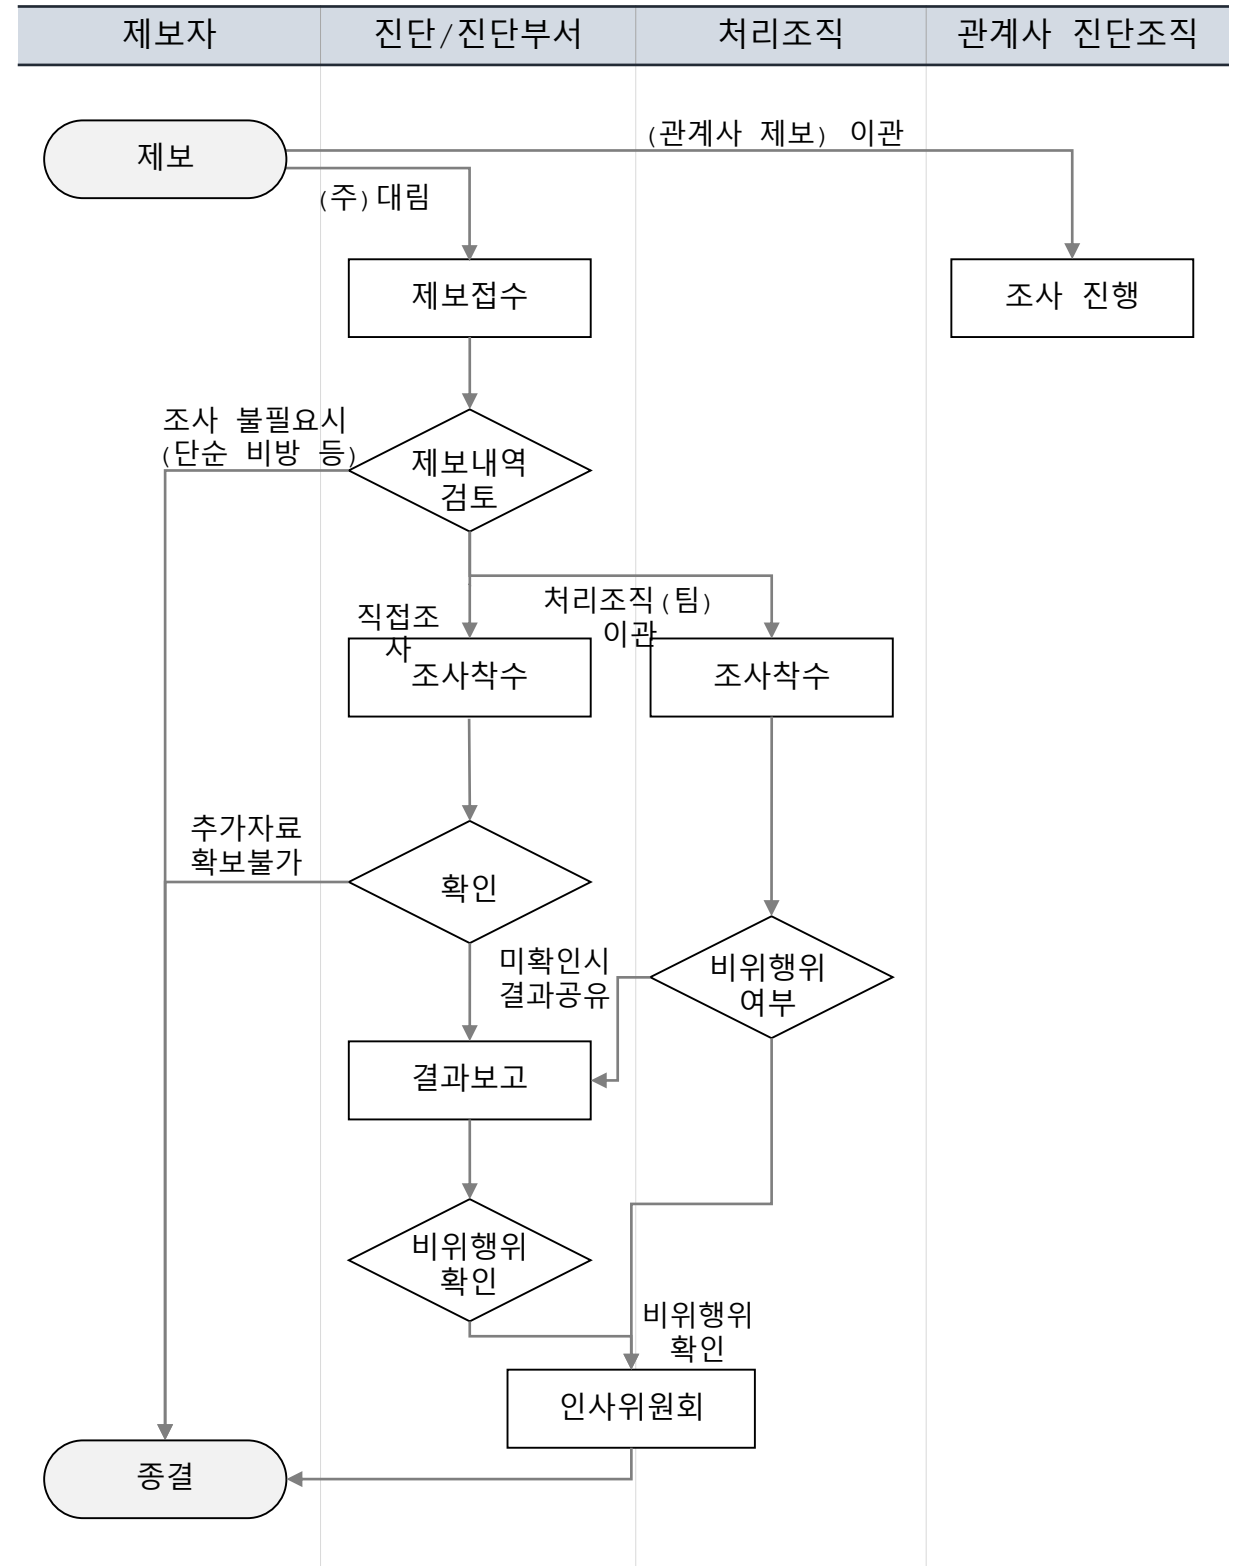 제보자
진단/진단부서
처리조직
관계사 진단조직
제보
(관계사 제보) 이관
(주)대림
제보접수
조사 진행
조사 불필요시
(단순 비방 등)
제보내역
검토
직접조
사
처리조직(팀)
이관
조사착수
조사착수
추가자료
확보불가
확인
미확인시
결과공유
비위행위
여부
결과보고
비위행위
확인
비위행위
확인
인사위원회
종결